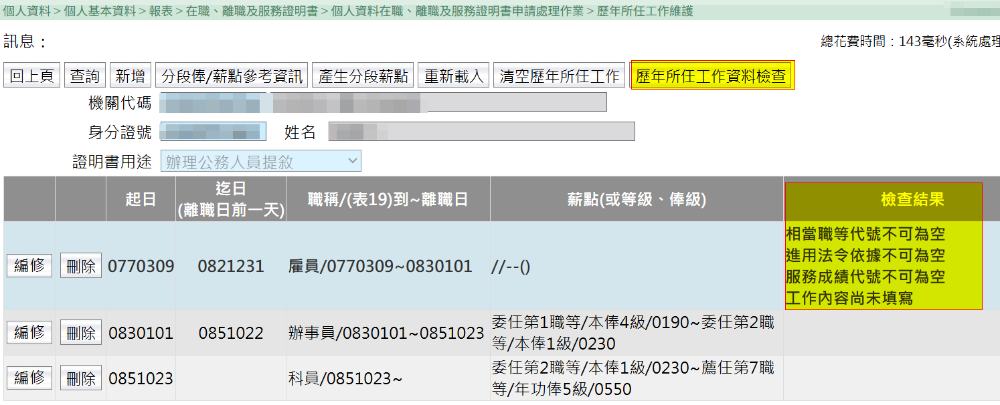 個人資料 > 個人基本資料 > 報表 > 在職、離職及服務證明書 > 個人資料在職、離職及服務證明書申請處理作業 > 歷年所任工作維護
訊息：
總花費時間：143毫秒(系統處理
回上頁 查詢 新增 分段俸/薪點參考資訊 產生分段薪點 重新載入 清空歷年所任工作 歷年所任工作資料檢查
機關代碼
身分證號 姓名
證明書用途 辦理公務人員提敘
起日 迄日 (離職日前一天) 職稱/(表19)到~離職日 薪點(或等級、俸級) 檢查結果
編修 刪除 0770309 0821231 雇員/0770309~0830101 //--()
相當職等代號不可為空
進用法令依據不可為空
服務成績代號不可為空
工作內容尚未填寫
編修 刪除 0830101 0851022 辦事員/0830101~0851023 委任第1職等/本俸4級/0190~委任第2職
等/本俸1級/0230
編修 刪除 0851023 科員/0851023~ 委任第2職等/本俸1級/0230~薦任第7職
等/年功俸5級/0550